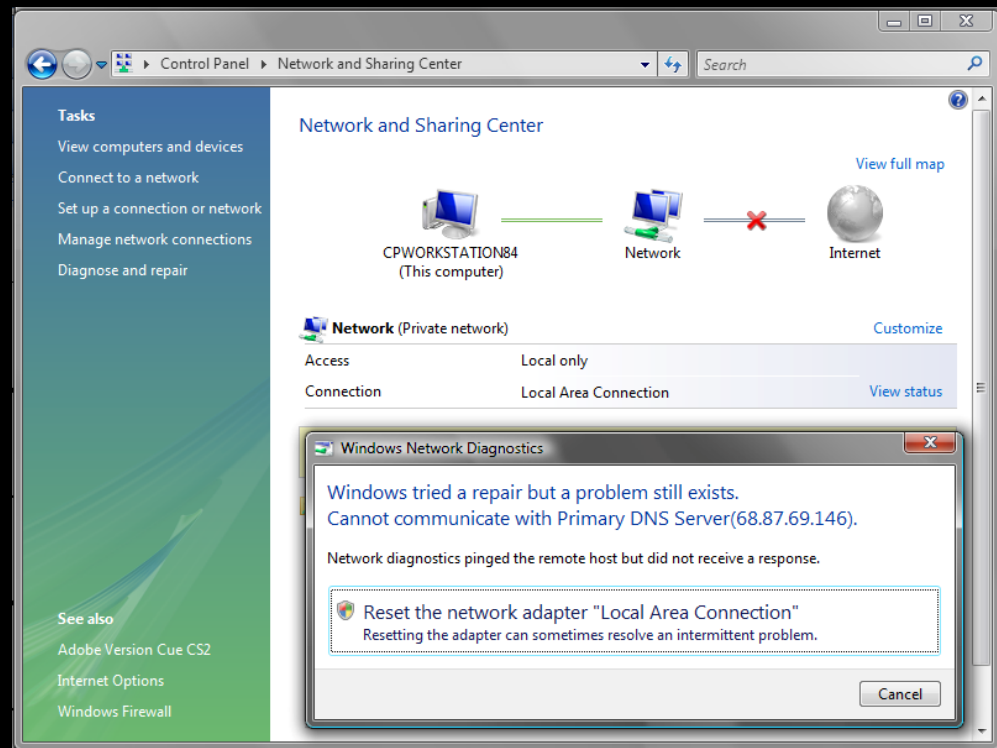 Control Panel Network and Sharing Center
Search
Tasks
View computers and devices
Connect to a network
Set up a connection or network
Manage network connections
Diagnose and repair
See also
Adobe Version Cue CS2
Internet Options
Windows Firewall
Network and Sharing Center
View full map
CPWORKSTATION84
(This computer)
Network
Internet
Network (Private network)
Customize
Access Local only
Connection Local Area Connection View status
Windows Network Diagnostics
Windows tried a repair but a problem still exists.
Cannot communicate with Primary DNS Server(68.87.69.146).
Network diagnostics pinged the remote host but did not receive a response.
Reset the network adapter "Local Area Connection"
Resetting the adapter can sometimes resolve an intermittent problem.
Cancel